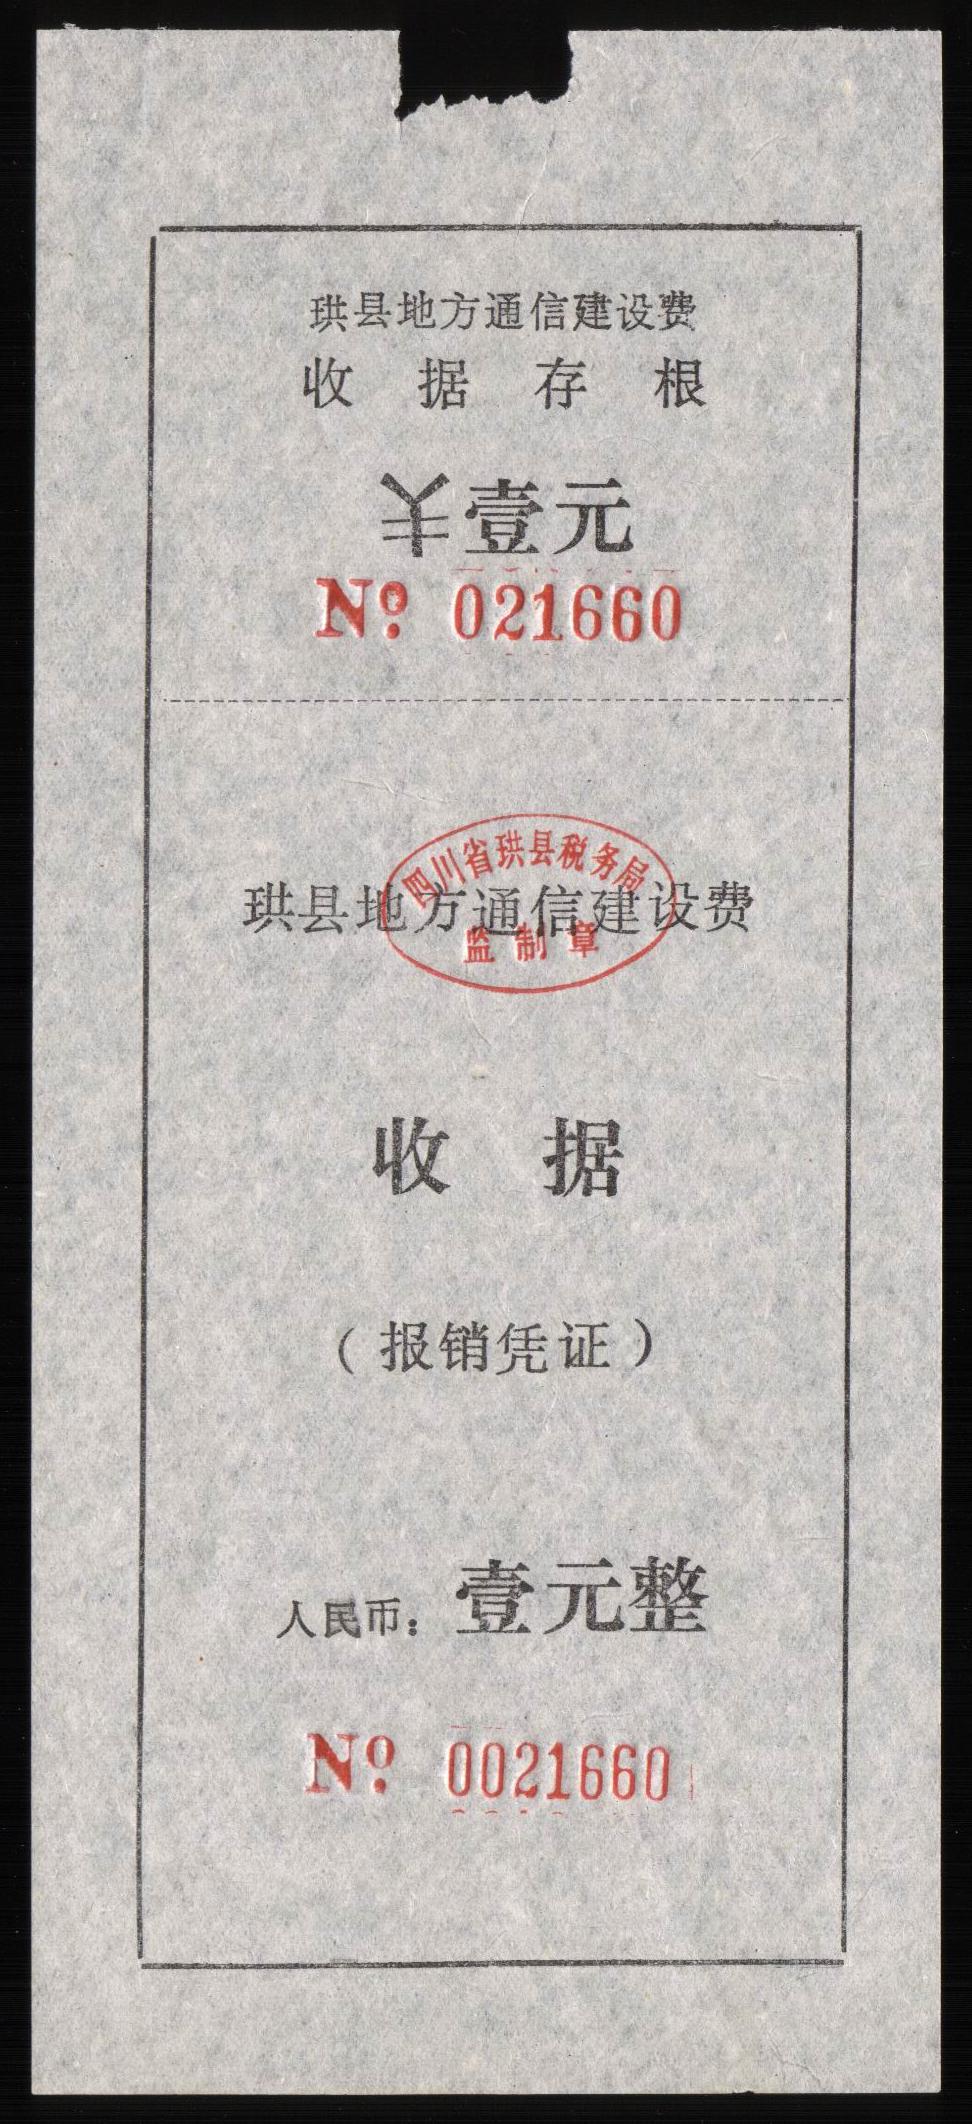 珙县地方通信建设费
收据存根
¥壹元
Nº 021660
四川省珙县税务局
监制章
珙县地方通信建设费
收据
（报销凭证）
人民币：壹元整
Nº 0021660